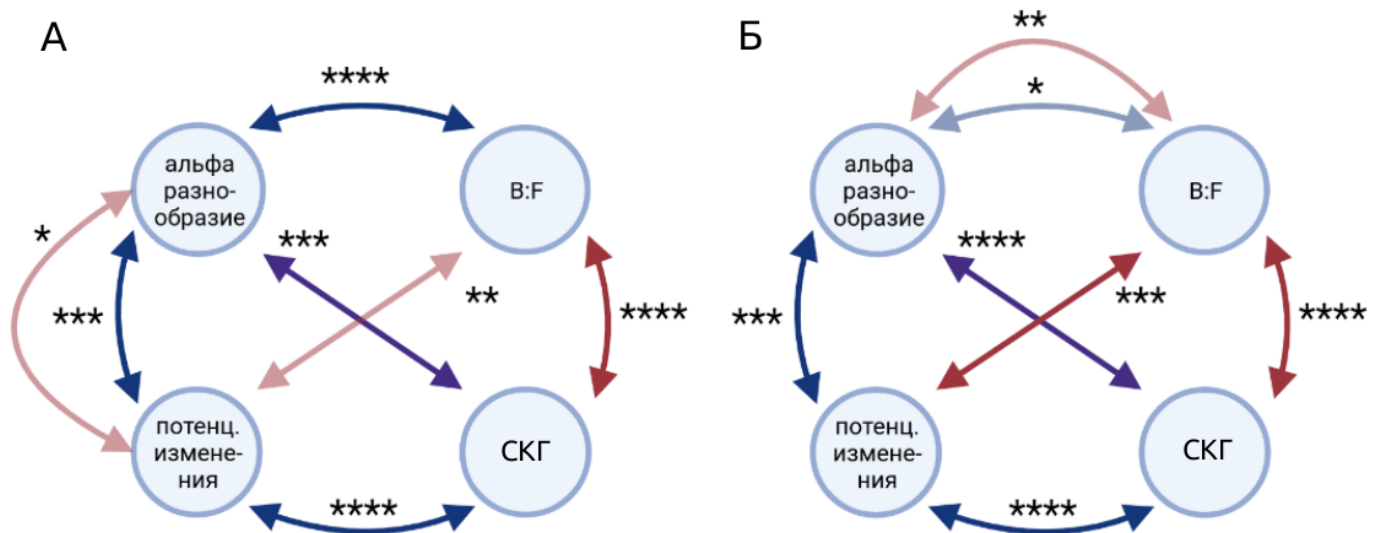 А
****
альфа
разно-
образие
B:F
*
***
***
**
****
потенц.
измене-
ния
СКГ
****
Б
**
*
альфа
разно-
образие
B:F
****
***
***
****
потенц.
измене-
ния
СКГ
****